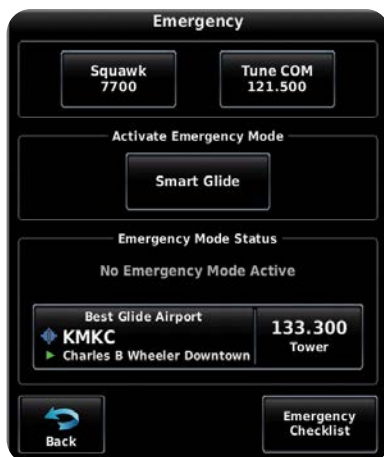 Emergency
Squawk
7700
Tune COM
121.500
Activate Emergency Mode
Smart Glide
Emergency Mode Status
No Emergency Mode Active
Best Glide Airport
KMKC
Charles B Wheeler Downtown
133.300
Tower
Back
Emergency
Checklist